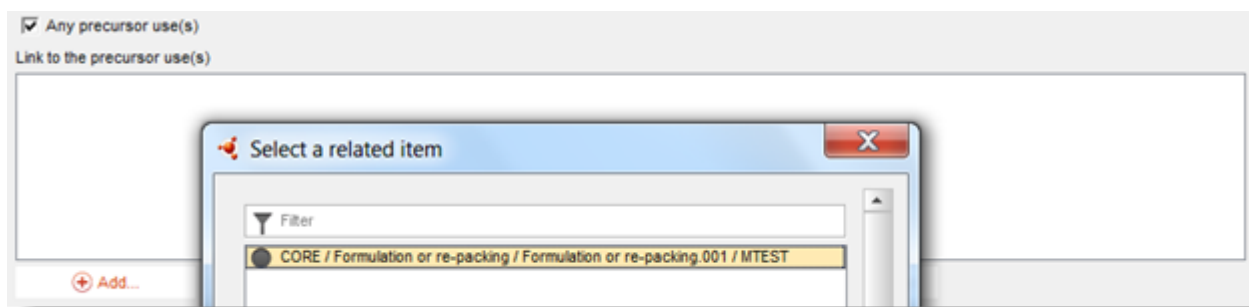 Any precursor use(s)
Link to the precursor use(s)
Select a related item
Filter
CORE / Formulation or re-packing / Formulation or re-packing.001 / MTEST
Add...